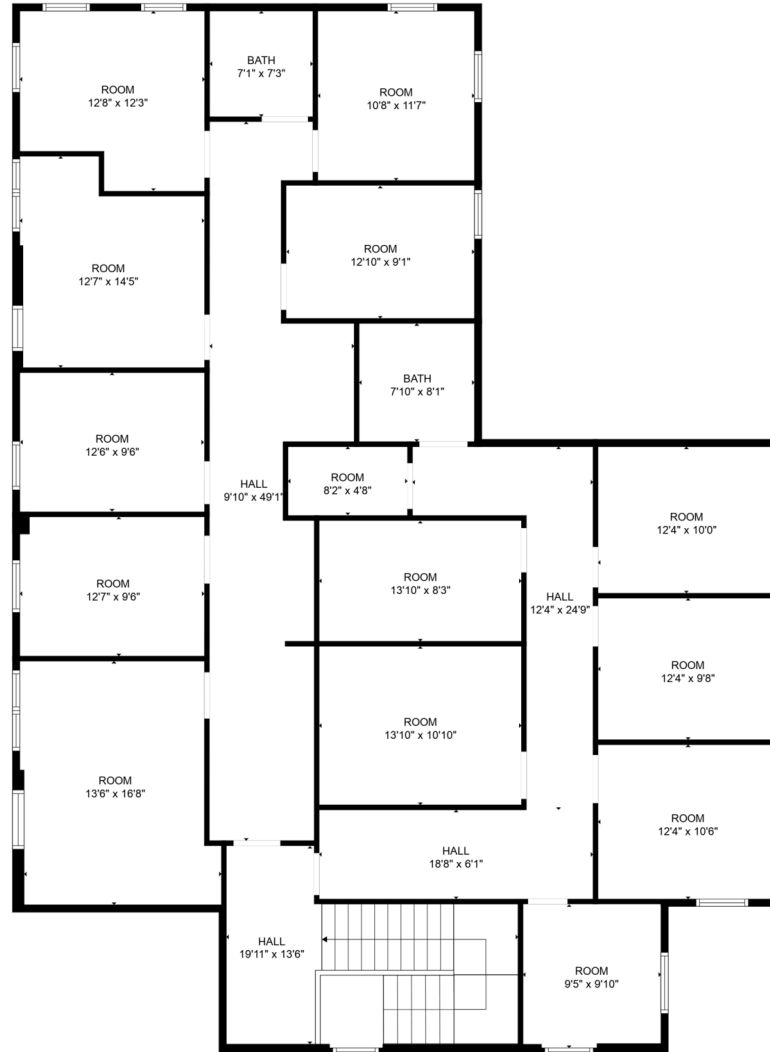 BATH
7'1" x 7'3"
ROOM
12'8" x 12'3"
ROOM
10'8" x 11'7"
ROOM
12'10" x 9'1"
ROOM
12'7" x 14'5"
BATH
7'10" x 8'1"
ROOM
12'6" x 9'6"
ROOM
8'2" x 4'8"
HALL
9'10" x 49'1"
ROOM
12'4" x 10'0"
ROOM
13'10" x 8'3"
ROOM
12'7" x 9'6"
HALL
12'4" x 24'9"
ROOM
12'4" x 9'8"
ROOM
13'10" x 10'10"
ROOM
13'6" x 16'8"
ROOM
12'4" x 10'6"
HALL
18'8" x 6'1"
HALL
19'11" x 13'6"
ROOM
9'5" x 9'10"